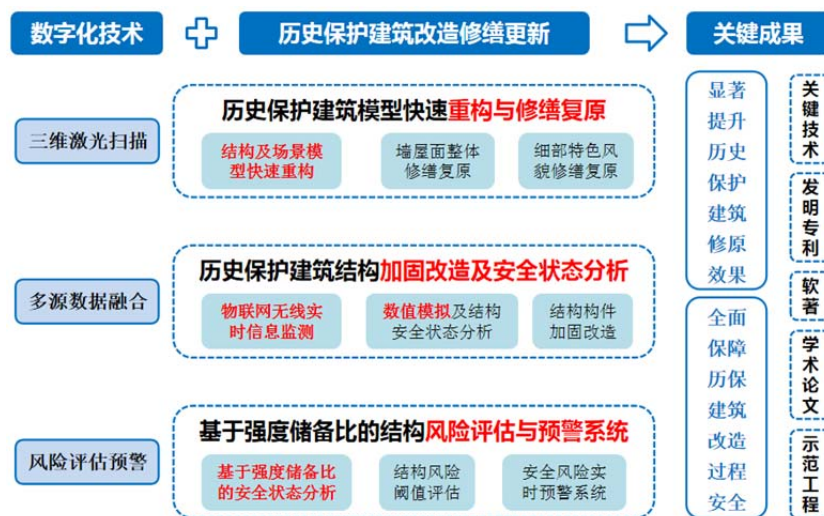 数字化技术
历史保护建筑改造修缮更新
关键成果
三维激光扫描
历史保护建筑模型快速重构与修缮复原
结构及场景模
型快速重构
墙屋面整体
修缮复原
细部特色风
貌修缮复原
多源数据融合
历史保护建筑结构加固改造及安全状态分析
物联网无线实
时信息监测
数值模拟及结构
安全状态分析
结构构件
加固改造
风险评估预警
基于强度储备比的结构风险评估与预警系统
基于强度储备比
的安全状态分析
结构风险
阈值评估
安全风险实
时预警系统
显著
提升
历史
保护
建筑
修原
效果
全面
保障
历保
建筑
改造
过程
安全
关键技术
发明专利
软著
学术论文
示范工程